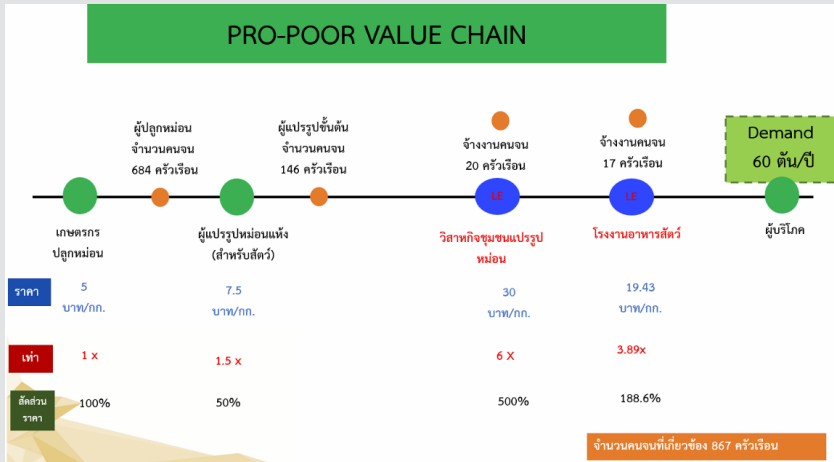 PRO-POOR VALUE CHAIN
ผู้ปลูกหม่อน
จำนวนคนจน
684 ครัวเรือน
ผู้แปรรูปขั้นต้น
จำนวนคนจน
146 ครัวเรือน
จ้างงานคนจน
20 ครัวเรือน
จ้างงานคนจน
17 ครัวเรือน
Demand
60 ตัน/ปี
LE
LE
เกษตรกร
ปลูกหม่อน
ผู้แปรรูปหม่อนแห้ง
(สำหรับสัตว์)
วิสาหกิจชุมชนแปรรูป
หม่อน
โรงงานอาหารสัตว์
ผู้บริโภค
ราคา
5
บาท/กก.
7.5
บาท/กก.
30
บาท/กก.
19.43
บาท/กก.
เท่า
1 x
1.5 x
6 X
3.89x
สัดส่วน
ราคา
100%
50%
500%
188.6%
จำนวนคนจนที่เกี่ยวข้อง 867 ครัวเรือน